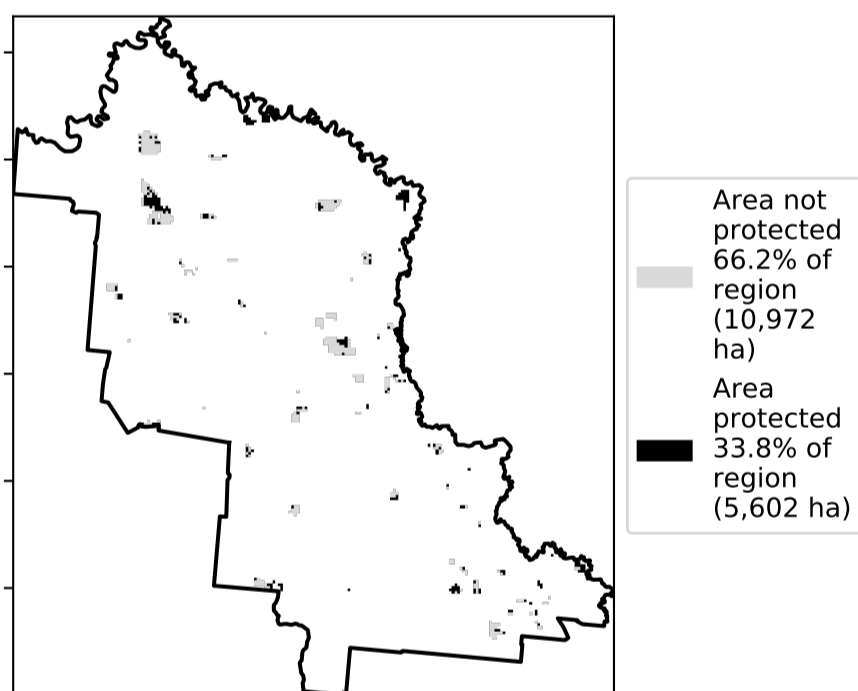 Area not
protected
66.2% of
region
(10,972
ha)
Area
protected
33.8% of
region
(5,602 ha)